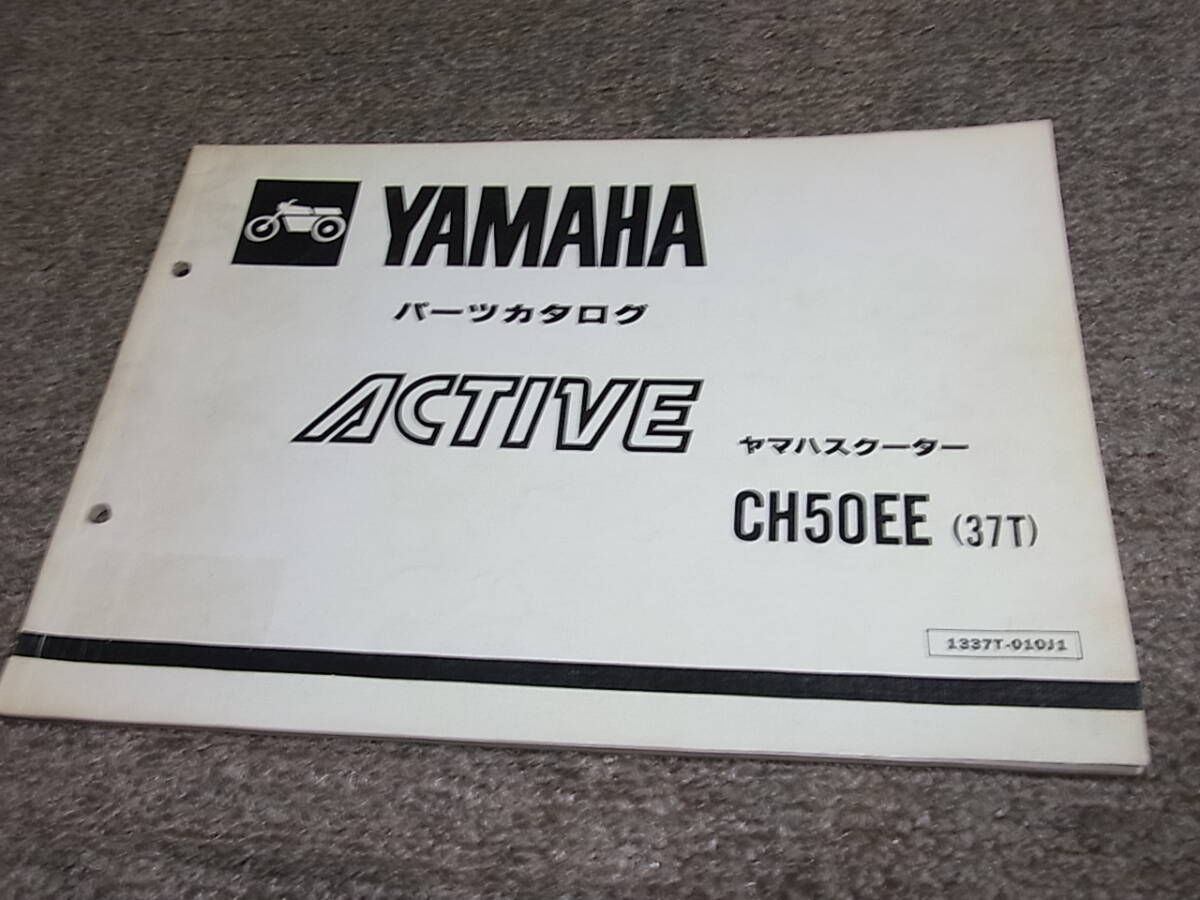 YAMAHA
パーツカタログ
ACTIVE
ヤマハスクーター
CH50EE (37T)
1337T-010J1